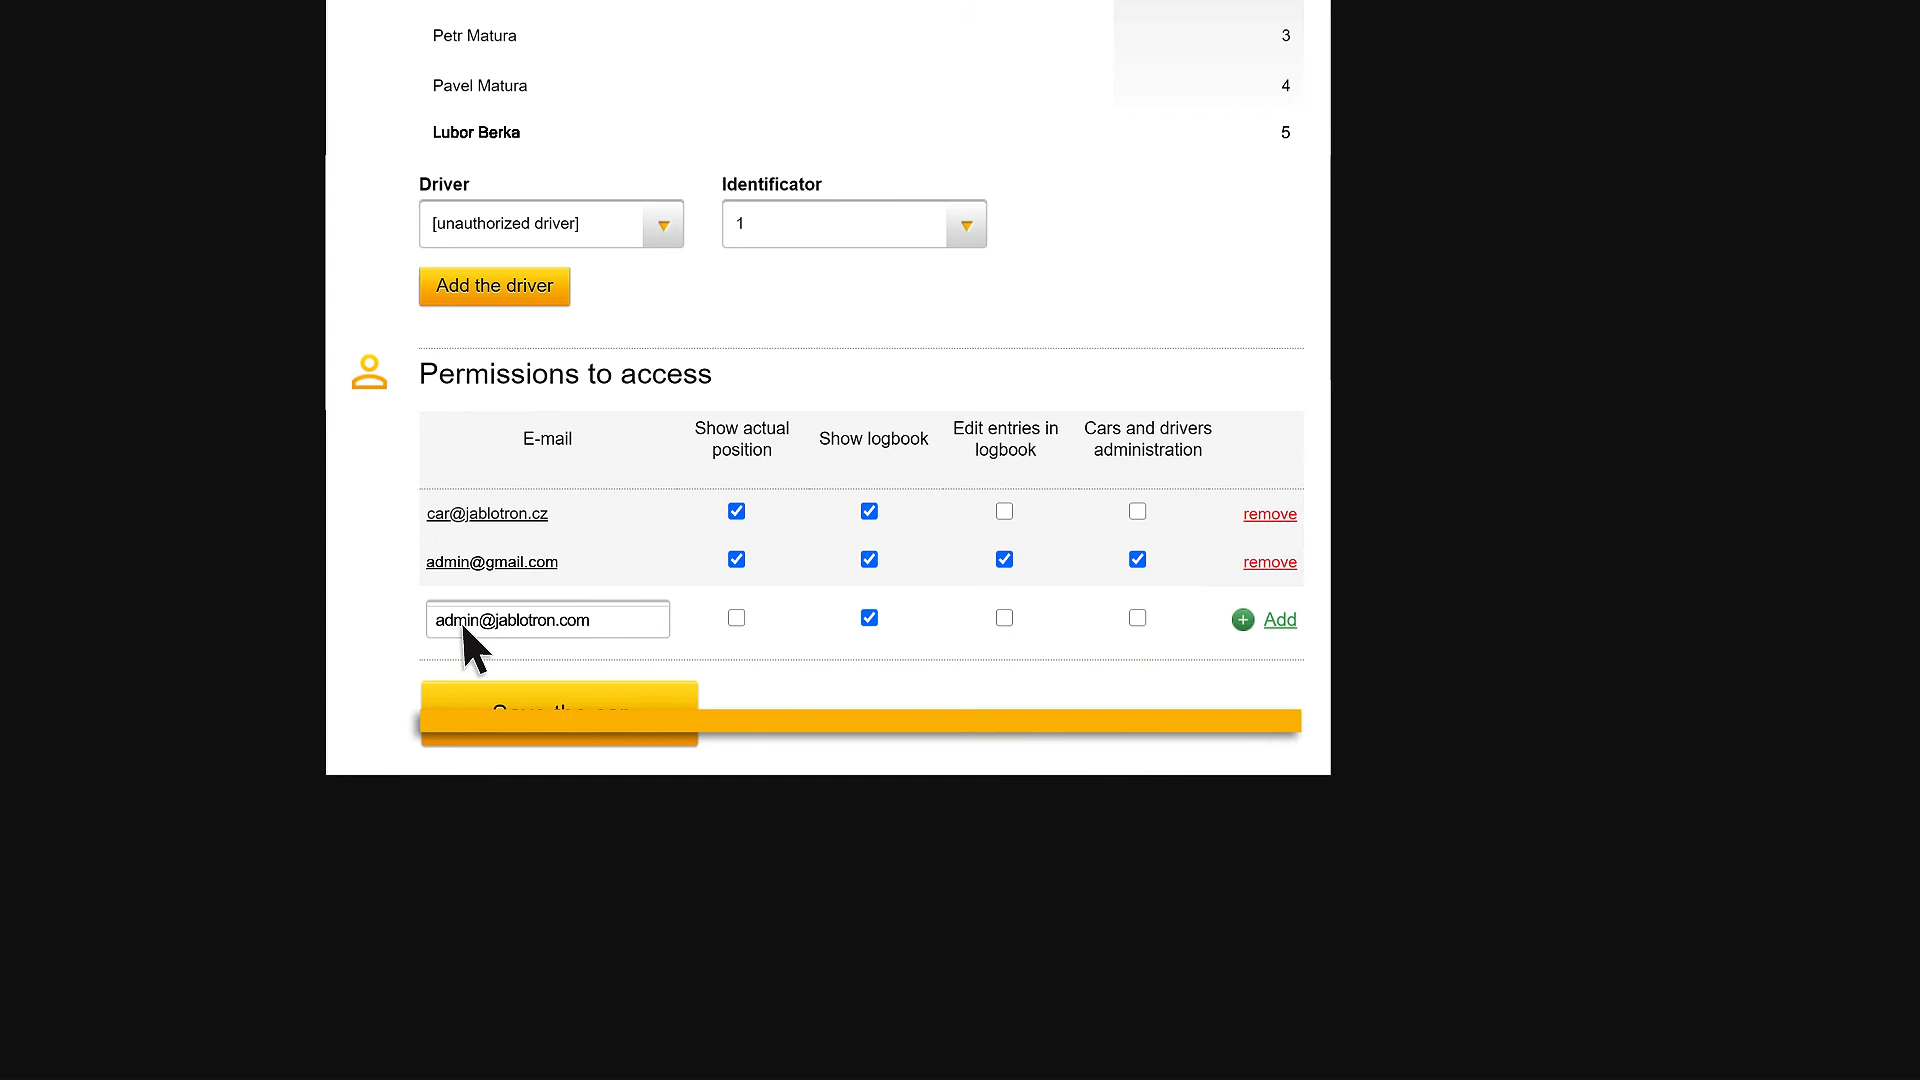 Petr Matura 3
Pavel Matura 4
Lubor Berka 5
Driver Identificator
[unauthorized driver] 1
Add the driver
Permissions to access
E-mail Show actual position Show logbook Edit entries in logbook Cars and drivers administration
car@jablotron.cz remove
admin@gmail.com remove
admin@jablotron.com Add